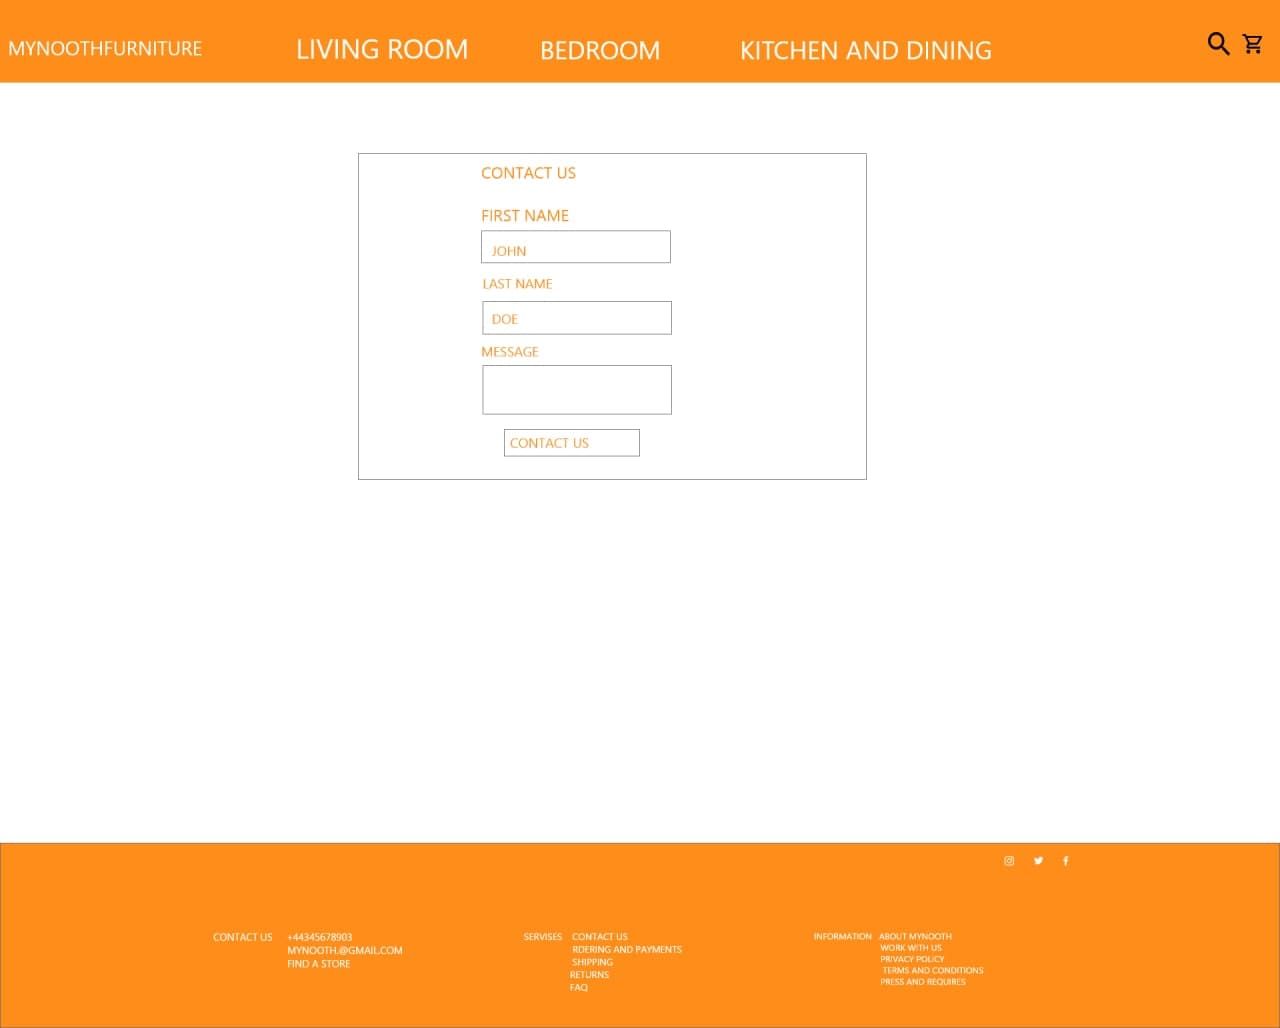 MYNOOTHFURNITURE LIVING ROOM BEDROOM KITCHEN AND DINING
CONTACT US
FIRST NAME
JOHN
LAST NAME
DOE
MESSAGE
CONTACT US
CONTACT US +44345678903
MYNOOTH.@GMAIL.COM
FIND A STORE
SERVISES CONTACT US
RDERING AND PAYMENTS
SHIPPING
RETURNS
FAQ
INFORMATION ABOUT MYNOOTH
WORK WITH US
PRIVACY POLICY
TERMS AND CONDITIONS
PRESS AND REQUIRES